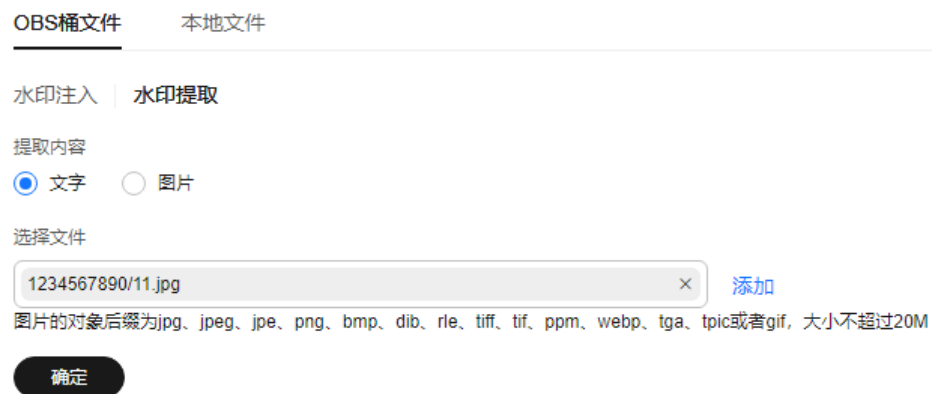 OBS桶文件 本地文件
水印注入 水印提取
提取内容
文字 图片
选择文件
1234567890/11.jpg × 添加
图片的对象后缀为jpg、jpeg、jpe、png、bmp、dib、rle、tiff、tif、ppm、webp、tga、tpic或者gif，大小不超过20M
确定